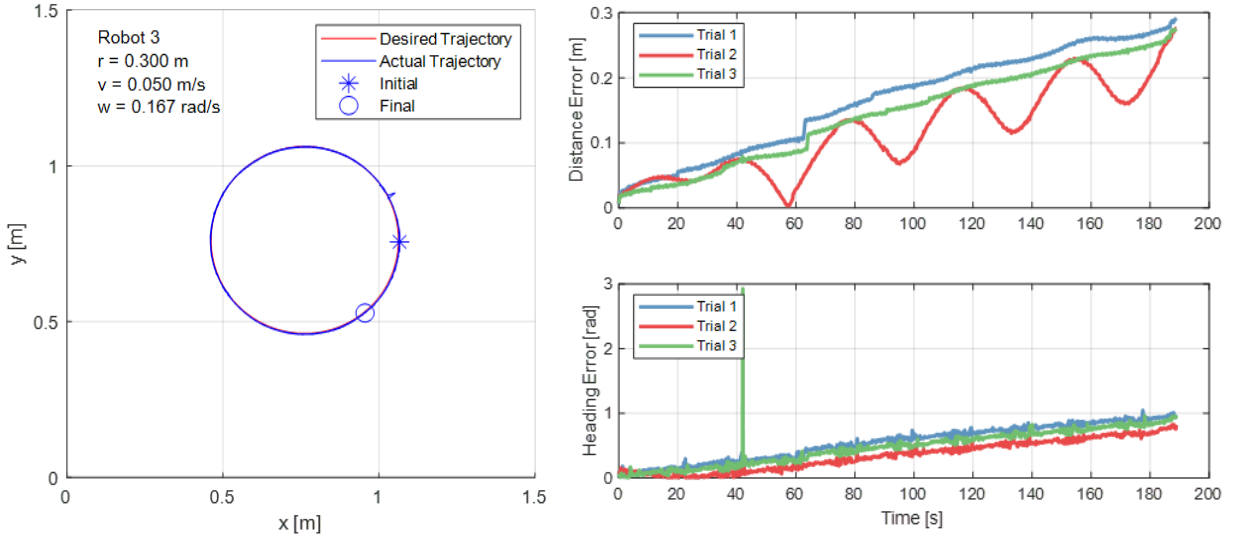 Robot 3
r = 0.300 m
v = 0.050 m/s
w = 0.167 rad/s
Desired Trajectory
Actual Trajectory
Initial
Final
1.5
1
0.5
0
y [m]
0
0.5
1
1.5
x [m]
Trial 1
Trial 2
Trial 3
0.3
0.2
0.1
0
Distance Error [m]
0
20
40
60
80
100
120
140
160
180
200
Trial 1
Trial 2
Trial 3
3
2
1
0
Heading Error [rad]
0
20
40
60
80
100
120
140
160
180
200
Time [s]